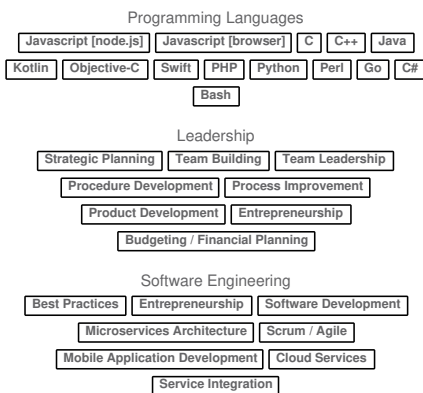 Programming Languages
Javascript [node.js] Javascript [browser] C C++ Java
Kotlin Objective-C Swift PHP Python Perl Go C#
Bash
Leadership
Strategic Planning Team Building Team Leadership
Procedure Development Process Improvement
Product Development Entrepreneurship
Budgeting / Financial Planning
Software Engineering
Best Practices Entrepreneurship Software Development
Microservices Architecture Scrum / Agile
Mobile Application Development Cloud Services
Service Integration